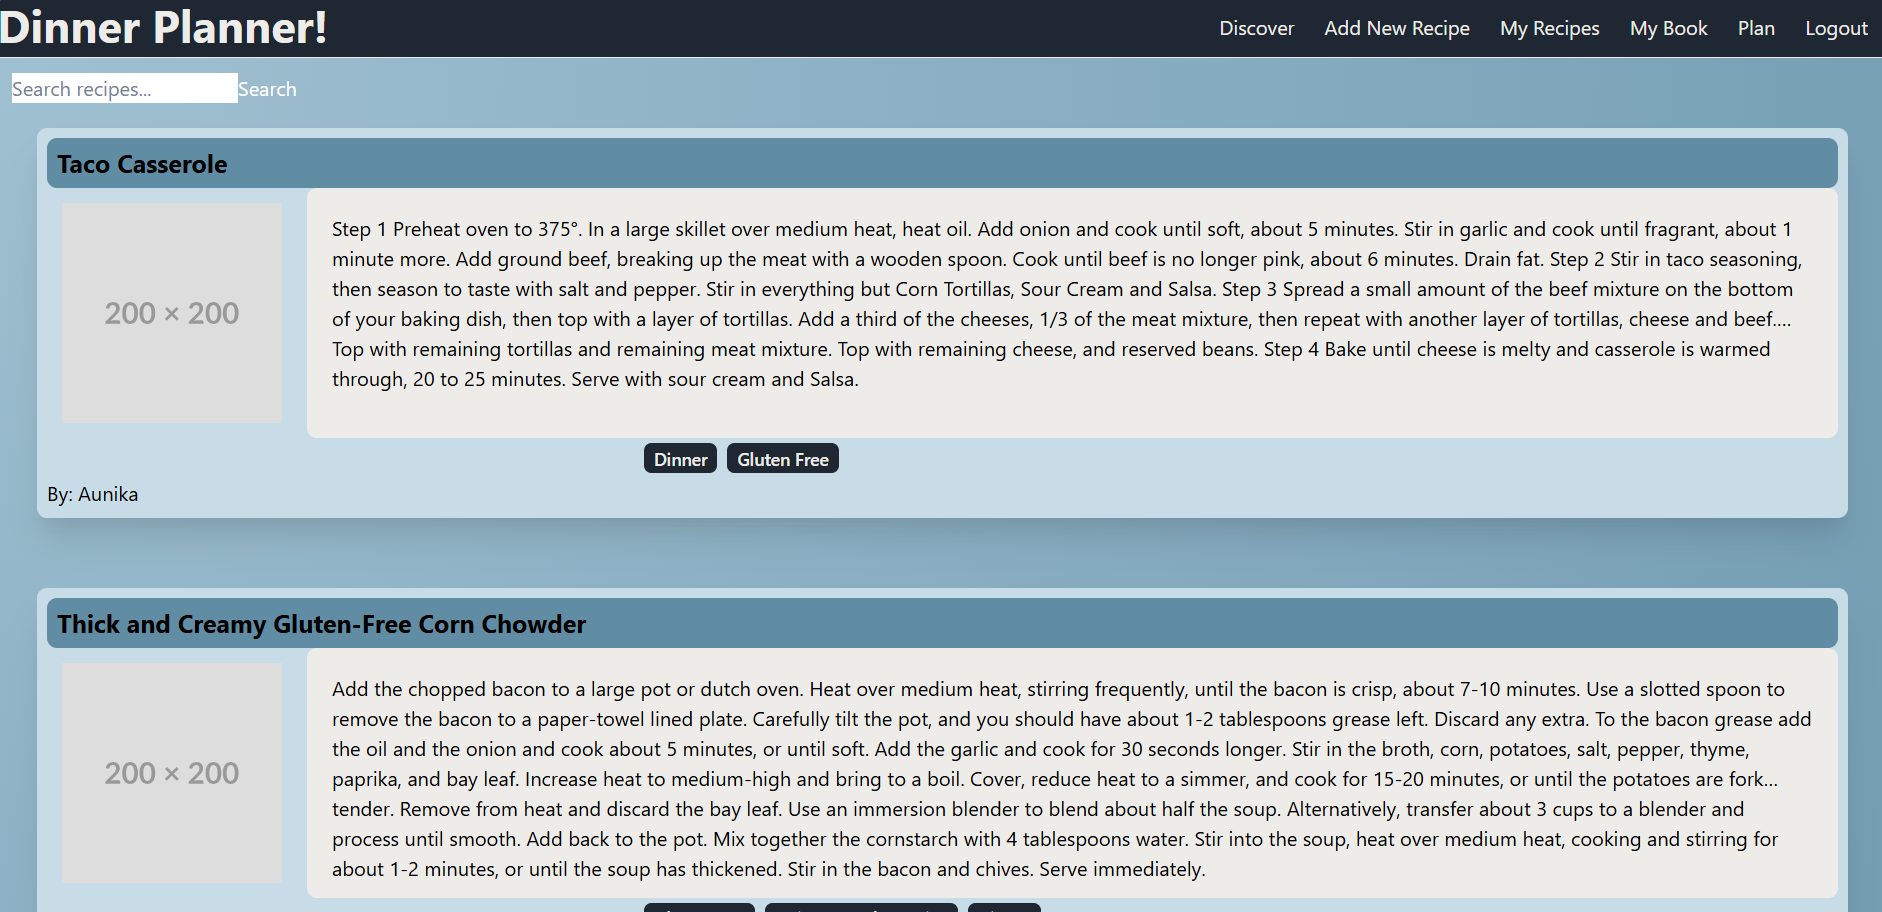 Dinner Planner!
Discover Add New Recipe My Recipes My Book Plan Logout
Search recipes... Search
Taco Casserole
200 × 200
Step 1 Preheat oven to 375°. In a large skillet over medium heat, heat oil. Add onion and cook until soft, about 5 minutes. Stir in garlic and cook until fragrant, about 1
minute more. Add ground beef, breaking up the meat with a wooden spoon. Cook until beef is no longer pink, about 6 minutes. Drain fat. Step 2 Stir in taco seasoning,
then season to taste with salt and pepper. Stir in everything but Corn Tortillas, Sour Cream and Salsa. Step 3 Spread a small amount of the beef mixture on the bottom
of your baking dish, then top with a layer of tortillas. Add a third of the cheeses, 1/3 of the meat mixture, then repeat with another layer of tortillas, cheese and beef....
Top with remaining tortillas and remaining meat mixture. Top with remaining cheese, and reserved beans. Step 4 Bake until cheese is melty and casserole is warmed
through, 20 to 25 minutes. Serve with sour cream and Salsa.
Dinner Gluten Free
By: Aunika
Thick and Creamy Gluten-Free Corn Chowder
200 × 200
Add the chopped bacon to a large pot or dutch oven. Heat over medium heat, stirring frequently, until the bacon is crisp, about 7-10 minutes. Use a slotted spoon to
remove the bacon to a paper-towel lined plate. Carefully tilt the pot, and you should have about 1-2 tablespoons grease left. Discard any extra. To the bacon grease add
the oil and the onion and cook about 5 minutes, or until soft. Add the garlic and cook for 30 seconds longer. Stir in the broth, corn, potatoes, salt, pepper, thyme,
paprika, and bay leaf. Increase heat to medium-high and bring to a boil. Cover, reduce heat to a simmer, and cook for 15-20 minutes, or until the potatoes are fork...
tender. Remove from heat and discard the bay leaf. Use an immersion blender to blend about half the soup. Alternatively, transfer about 3 cups to a blender and
process until smooth. Add back to the pot. Mix together the cornstarch with 4 tablespoons water. Stir into the soup, heat over medium heat, cooking and stirring for
about 1-2 minutes, or until the soup has thickened. Stir in the bacon and chives. Serve immediately.